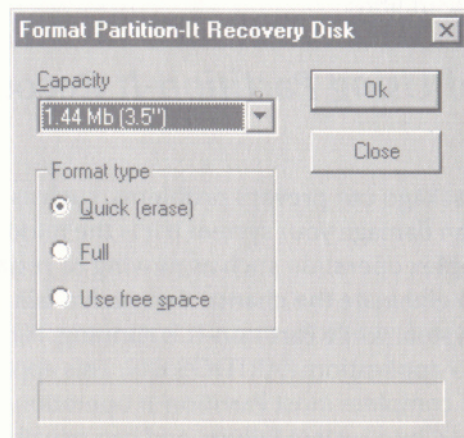 Format Partition-It Recovery Disk
Capacity
Ok
1.44 Mb (3.5")
Close
Format type
Quick (erase)
Full
Use free space